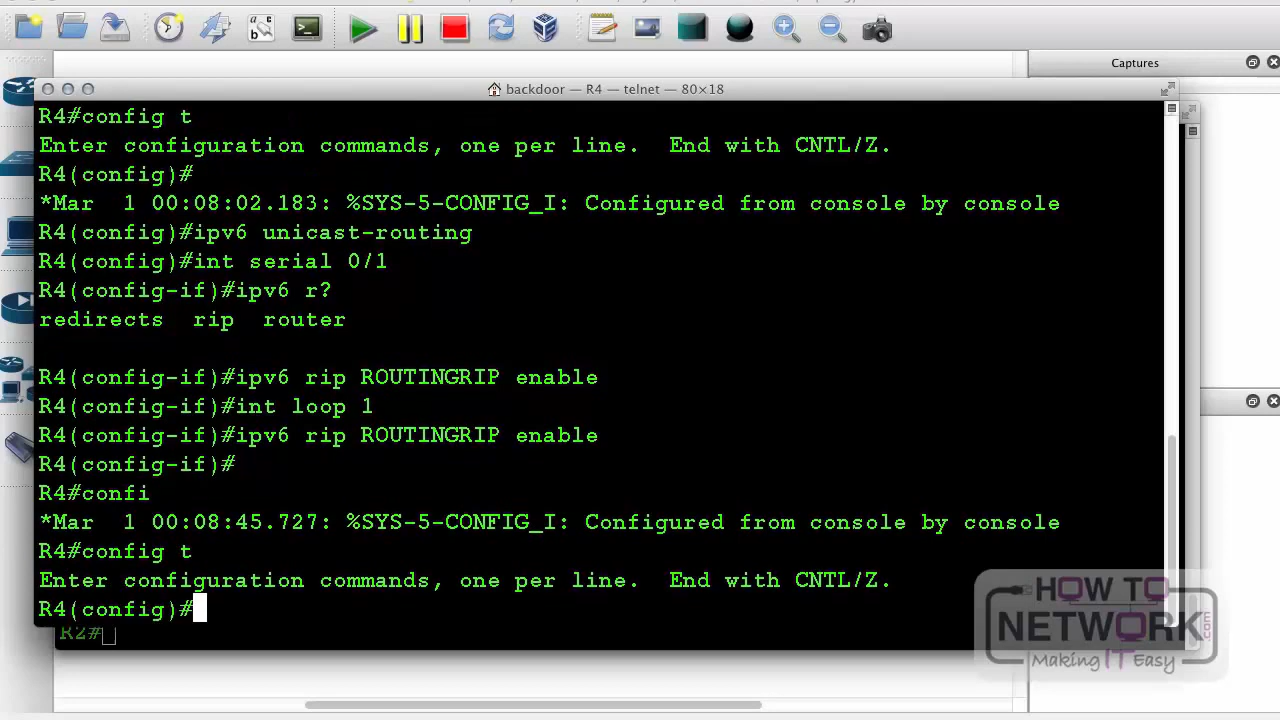 Captures
backdoor — R4 — telnet — 80×18
R4#config t
Enter configuration commands, one per line.  End with CNTL/Z.
R4(config)#
*Mar  1 00:08:02.183: %SYS-5-CONFIG_I: Configured from console by console
R4(config)#ipv6 unicast-routing
R4(config)#int serial 0/1
R4(config-if)#ipv6 r?
redirects  rip  router
R4(config-if)#ipv6 rip ROUTINGRIP enable
R4(config-if)#int loop 1
R4(config-if)#ipv6 rip ROUTINGRIP enable
R4(config-if)#
R4#confi
*Mar  1 00:08:45.727: %SYS-5-CONFIG_I: Configured from console by console
R4#config t
Enter configuration commands, one per line.  End with CNTL/Z.
R4(config)#
R2#
HOW TO
NETWORK.com
Making IT Easy